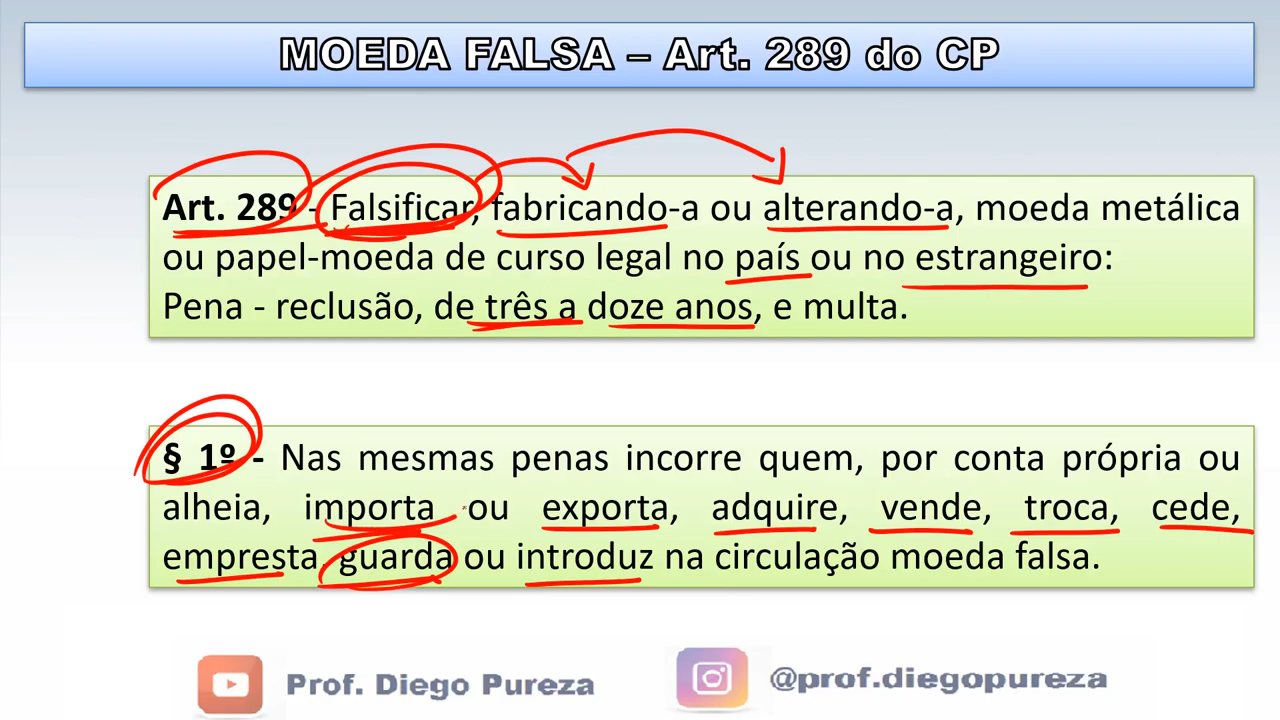 MOEDA FALSA – Art. 289 do CP
Art. 289 - Falsificar, fabricando-a ou alterando-a, moeda metálica
ou papel-moeda de curso legal no país ou no estrangeiro:
Pena - reclusão, de três a doze anos, e multa.
§ 1º - Nas mesmas penas incorre quem, por conta própria ou
alheia, importa ou exporta, adquire, vende, troca, cede,
empresta, guarda ou introduz na circulação moeda falsa.
Prof. Diego Pureza
@prof.diegopureza